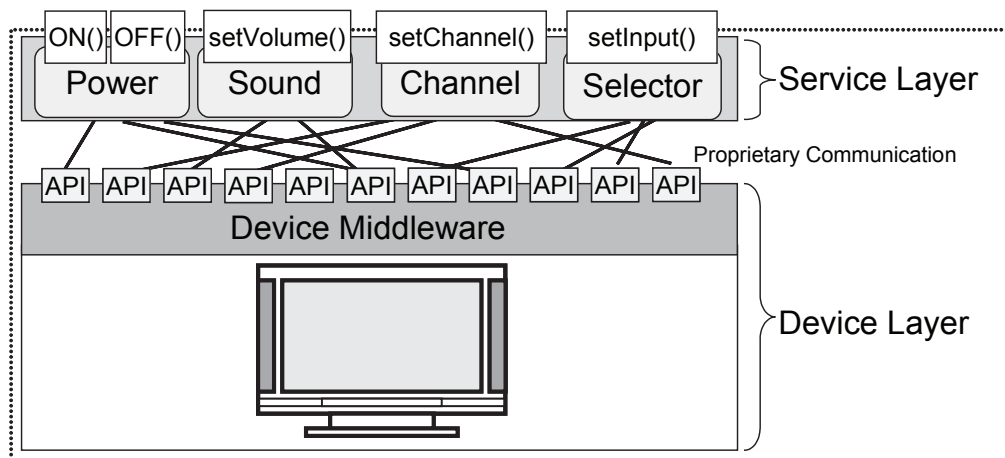 ON() OFF() setVolume() setChannel() setInput()
Power Sound Channel Selector
Service Layer
Proprietary Communication
API API API API API API API API API API API
Device Middleware
Device Layer